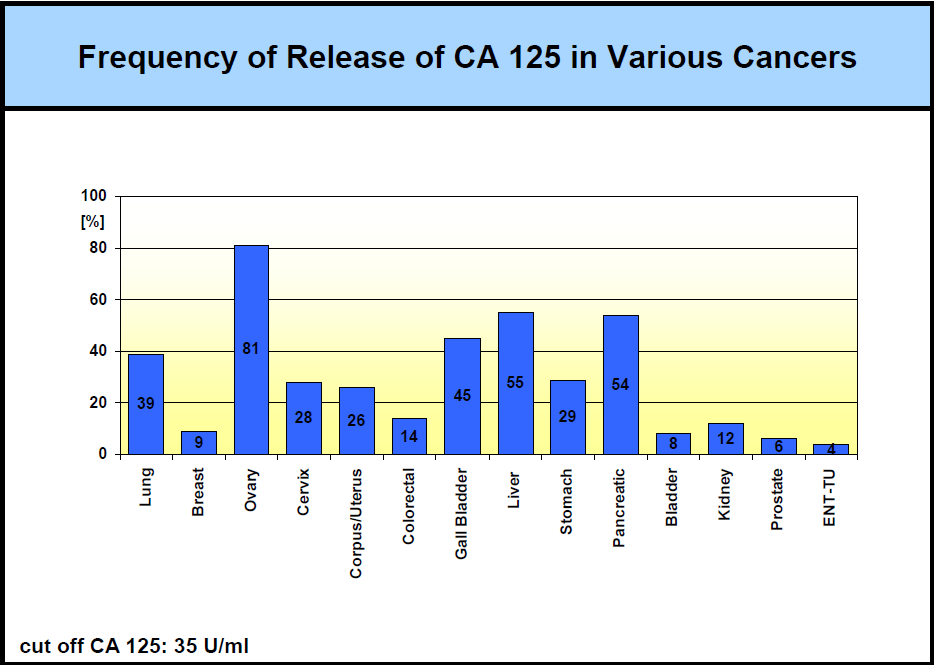 Frequency of Release of CA 125 in Various Cancers
100
[%]
80
60
40
20
0
39
9
81
28
26
14
45
55
29
54
8
12
6
4
Lung
Breast
Ovary
Cervix
Corpus/Uterus
Colorectal
Gall Bladder
Liver
Stomach
Pancreatic
Bladder
Kidney
Prostate
ENT-TU
cut off CA 125: 35 U/ml